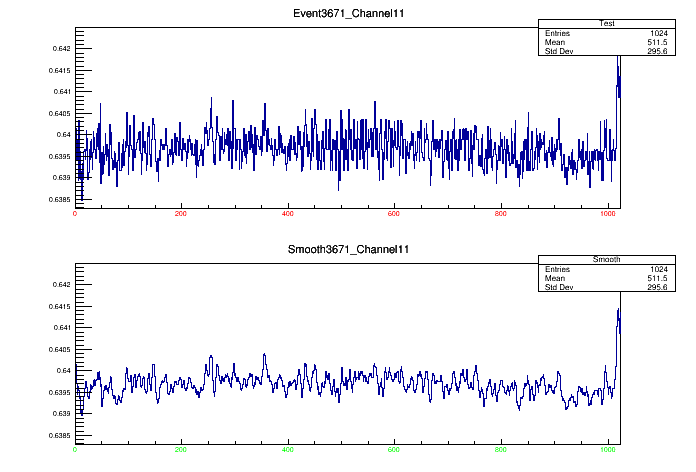 Event3671_Channel11
Test
Entries 1024
Mean 511.5
Std Dev 295.6
0.642
0.6415
0.641
0.6405
0.64
0.6395
0.639
0.6385
0 200 400 600 800 1000
Smooth3671_Channel11
Smooth
Entries 1024
Mean 511.5
Std Dev 295.6
0.642
0.6415
0.641
0.6405
0.64
0.6395
0.639
0.6385
0 200 400 600 800 1000